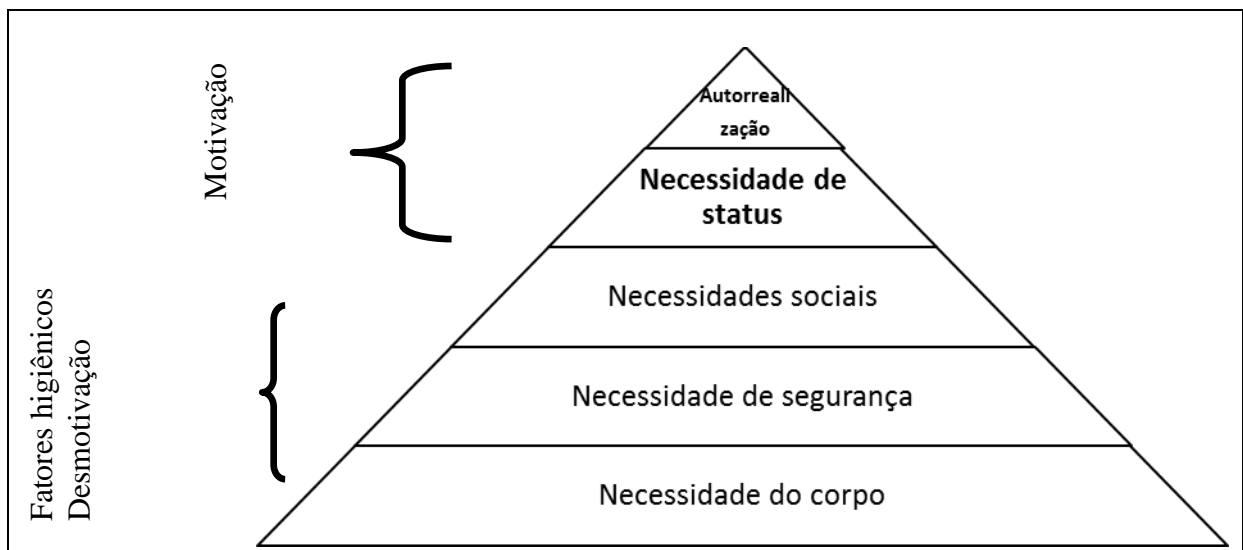 Motivação
Fatores higiênicos
Desmotivação
Autorreali
zação
Necessidade de
status
Necessidades sociais
Necessidade de segurança
Necessidade do corpo